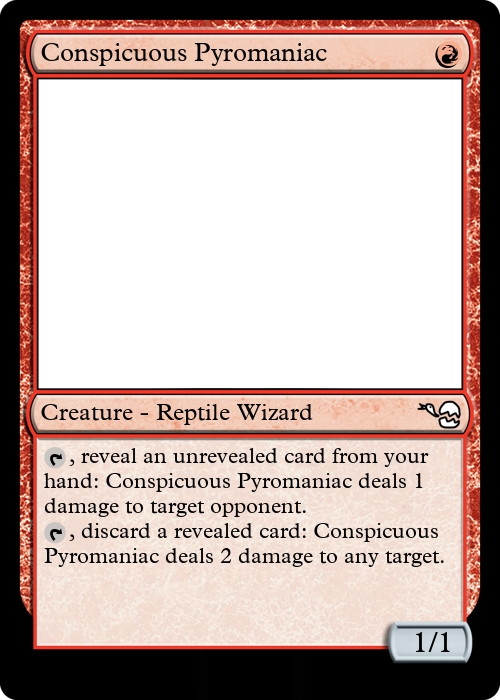 Conspicuous Pyromaniac
Creature - Reptile Wizard
, reveal an unrevealed card from your
hand: Conspicuous Pyromaniac deals 1
damage to target opponent.
, discard a revealed card: Conspicuous
Pyromaniac deals 2 damage to any target.
1/1